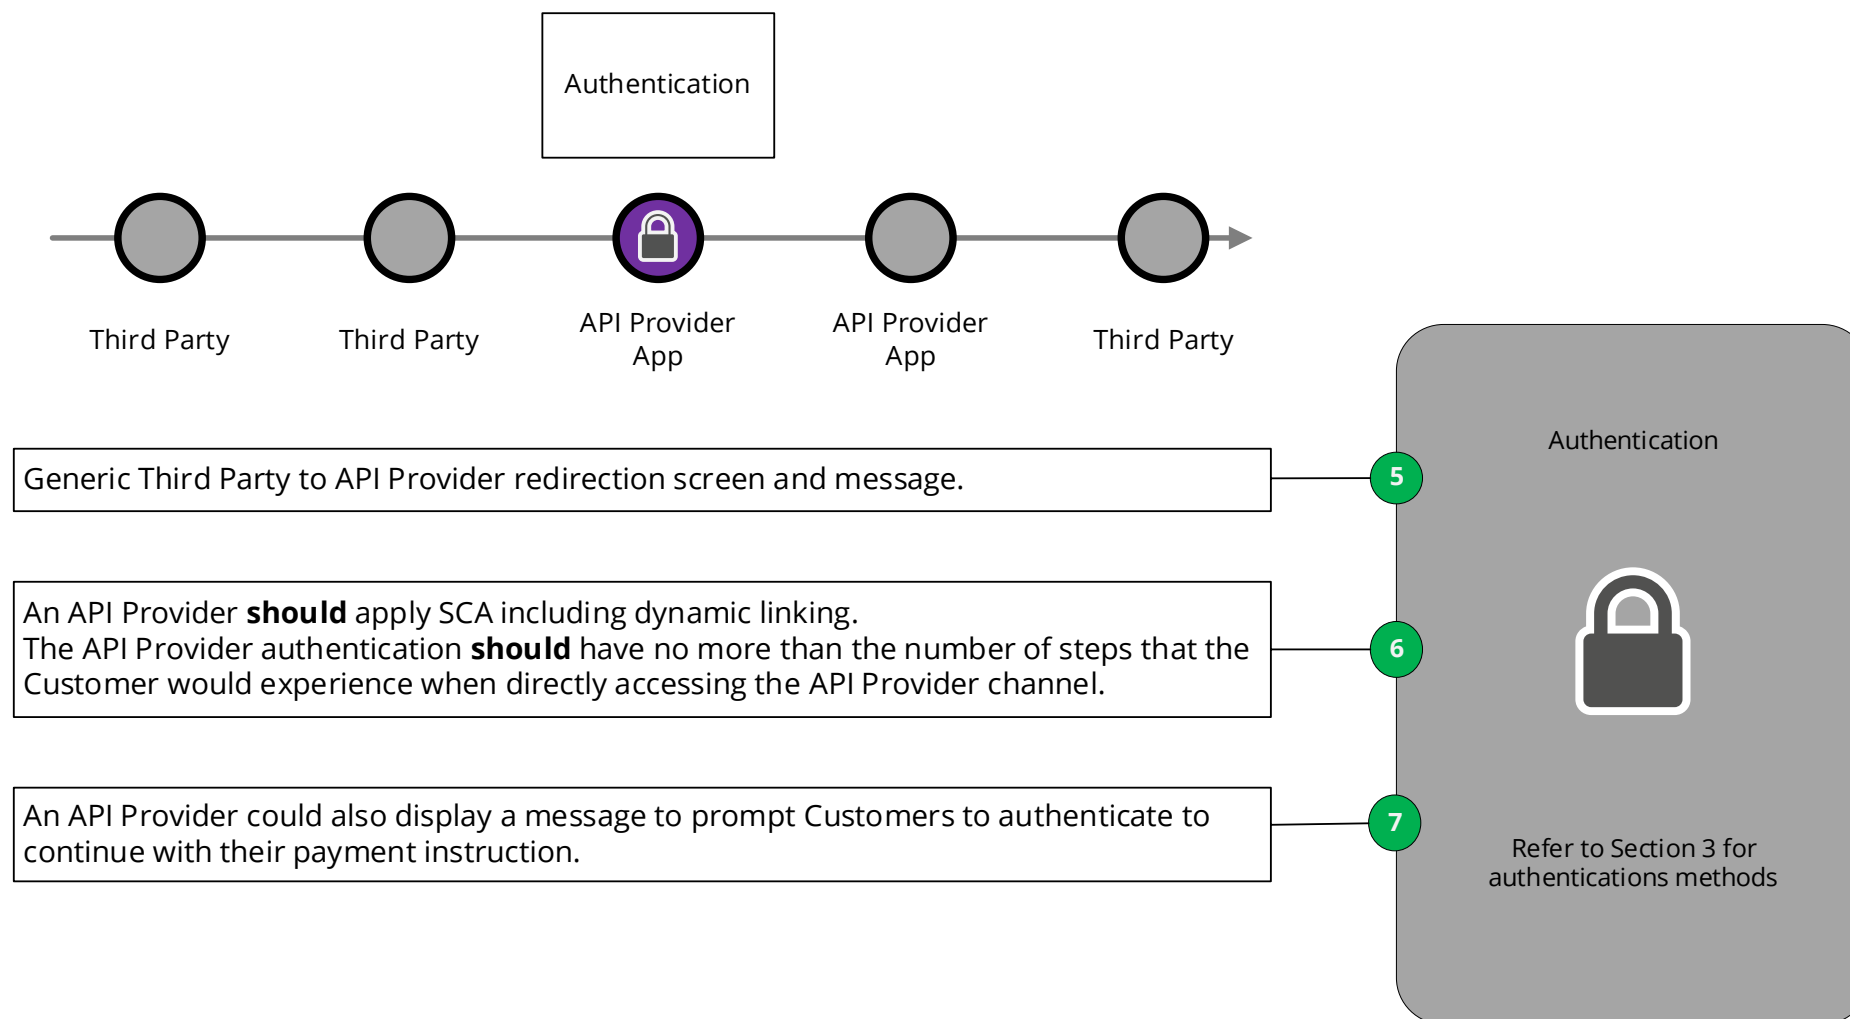 Authentication
Third Party
Third Party
API Provider
App
API Provider
App
Third Party
Generic Third Party to API Provider redirection screen and message.
An API Provider should apply SCA including dynamic linking.
The API Provider authentication should have no more than the number of steps that the
Customer would experience when directly accessing the API Provider channel.
An API Provider could also display a message to prompt Customers to authenticate to
continue with their payment instruction.
Authentication
5
6
7
Refer to Section 3 for
authentications methods